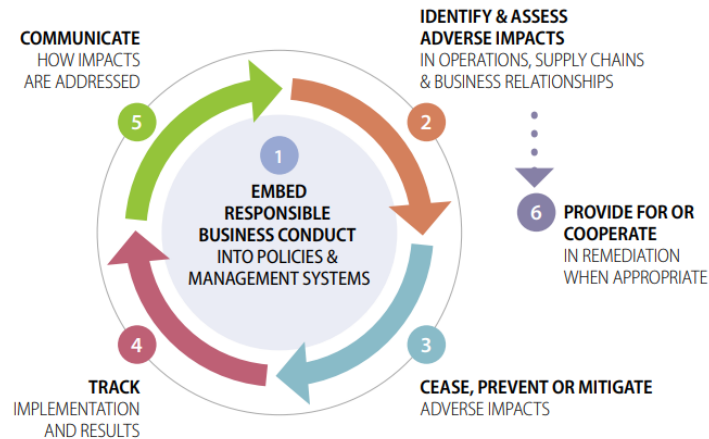 1
EMBED
RESPONSIBLE
BUSINESS CONDUCT
INTO POLICIES &
MANAGEMENT SYSTEMS
2
IDENTIFY & ASSESS
ADVERSE IMPACTS
IN OPERATIONS, SUPPLY CHAINS
& BUSINESS RELATIONSHIPS
3
CEASE, PREVENT OR MITIGATE
ADVERSE IMPACTS
4
TRACK
IMPLEMENTATION
AND RESULTS
5
COMMUNICATE
HOW IMPACTS
ARE ADDRESSED
6
PROVIDE FOR OR
COOPERATE
IN REMEDIATION
WHEN APPROPRIATE